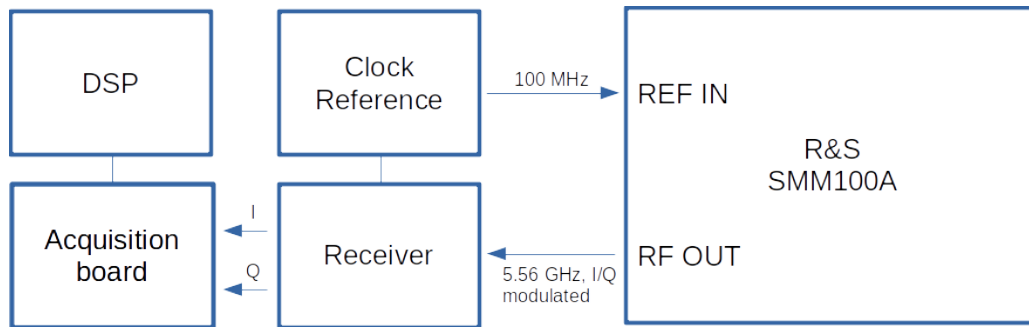 DSP
Clock
Reference
100 MHz
REF IN
R&S
SMM100A
Acquisition
board
I
Q
Receiver
5.56 GHz, I/Q
modulated
RF OUT